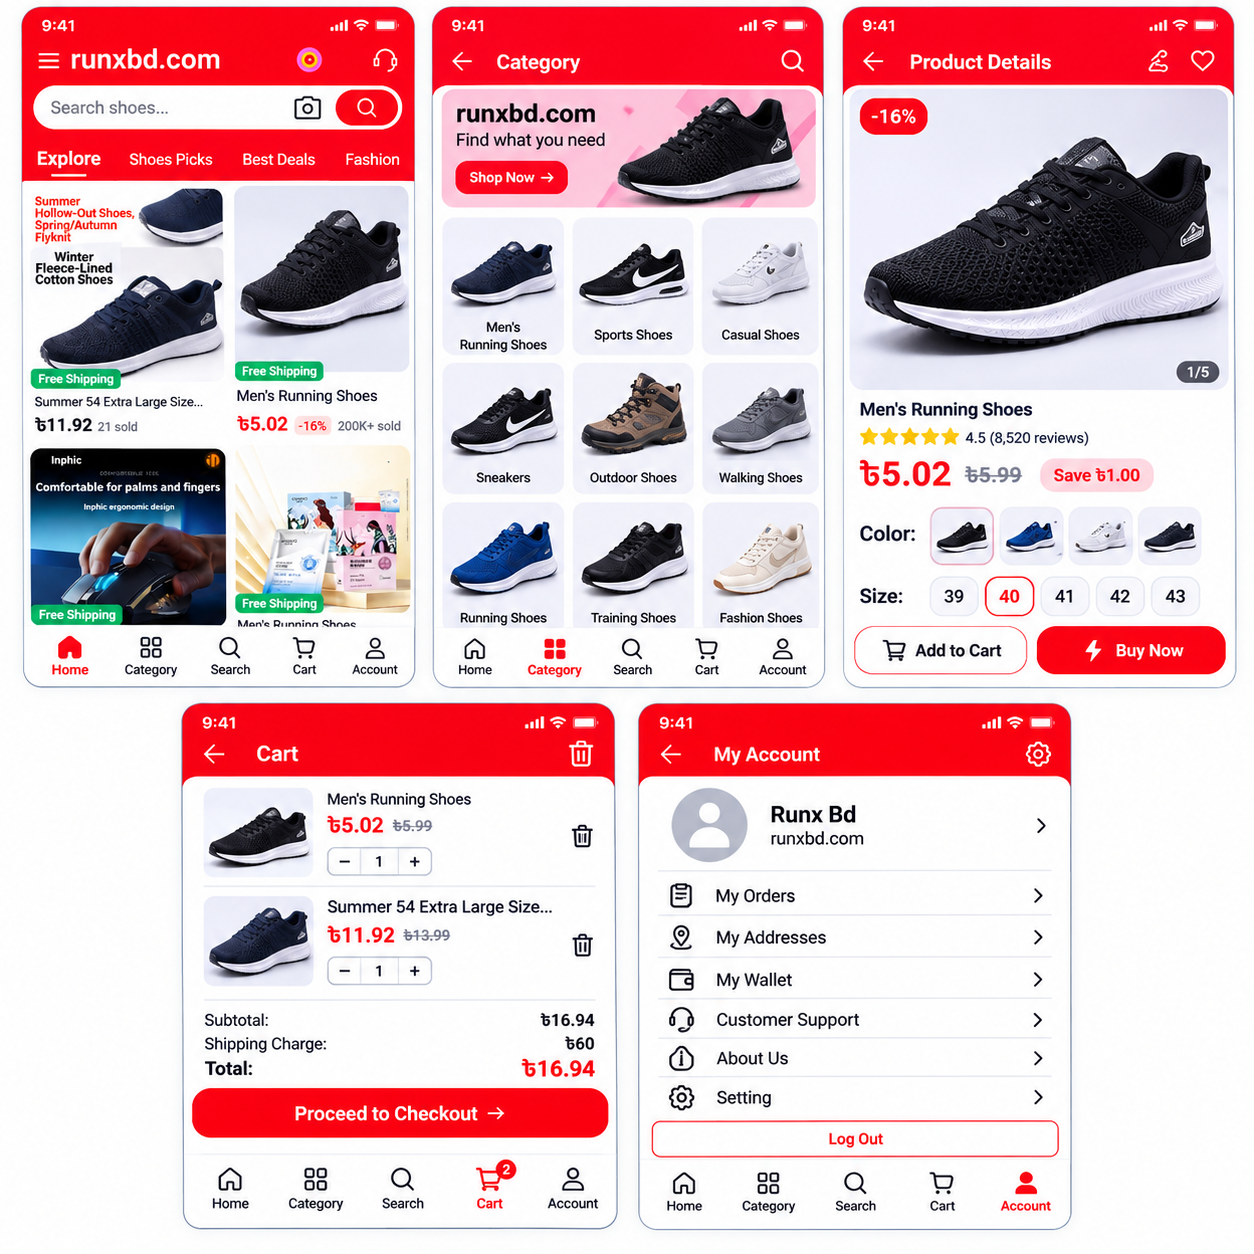 9:41
runxbd.com
Search shoes...
Explore
Shoes Picks
Best Deals
Fashion
Summer
Hollow-Out Shoes,
Spring/Autumn
Flyknit
Winter
Fleece-Lined
Cotton Shoes
Free Shipping
Summer 54 Extra Large Size...
৳11.92 21 sold
Free Shipping
Men's Running Shoes
৳5.02 -16% 200K+ sold
Inphic
Comfortable for palms and fingers
Inphic ergonomic design
Free Shipping
Free Shipping
Men's Running Shoes
Home
Category
Search
Cart
Account
9:41
Category
runxbd.com
Find what you need
Shop Now →
Men's
Running Shoes
Sports Shoes
Casual Shoes
Sneakers
Outdoor Shoes
Walking Shoes
Running Shoes
Training Shoes
Fashion Shoes
Home
Category
Search
Cart
Account
9:41
Product Details
-16%
1/5
Men's Running Shoes
4.5 (8,520 reviews)
৳5.02 ৳5.99 Save ৳1.00
Color:
Size: 39 40 41 42 43
Add to Cart
Buy Now
9:41
Cart
Men's Running Shoes
৳5.02 ৳5.99
− 1 +
Summer 54 Extra Large Size...
৳11.92 ৳13.99
− 1 +
Subtotal: ৳16.94
Shipping Charge: ৳60
Total: ৳16.94
Proceed to Checkout →
Home
Category
Search
2
Cart
Account
9:41
My Account
Runx Bd
runxbd.com
My Orders
My Addresses
My Wallet
Customer Support
About Us
Setting
Log Out
Home
Category
Search
Cart
Account